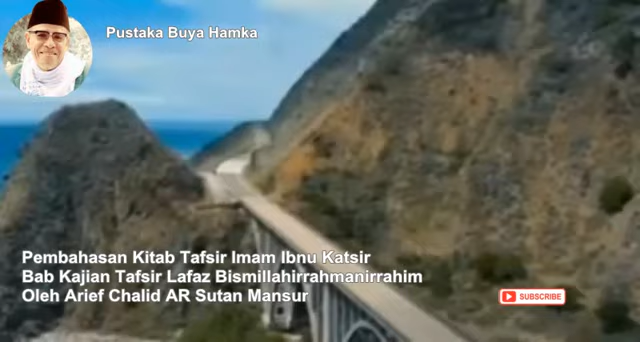 Pustaka Buya Hamka
Pembahasan Kitab Tafsir Imam Ibnu Katsir
Bab Kajian Tafsir Lafaz Bismillahirrahmanirrahim
Oleh Arief Chalid AR Sutan Mansur
SUBSCRIBE